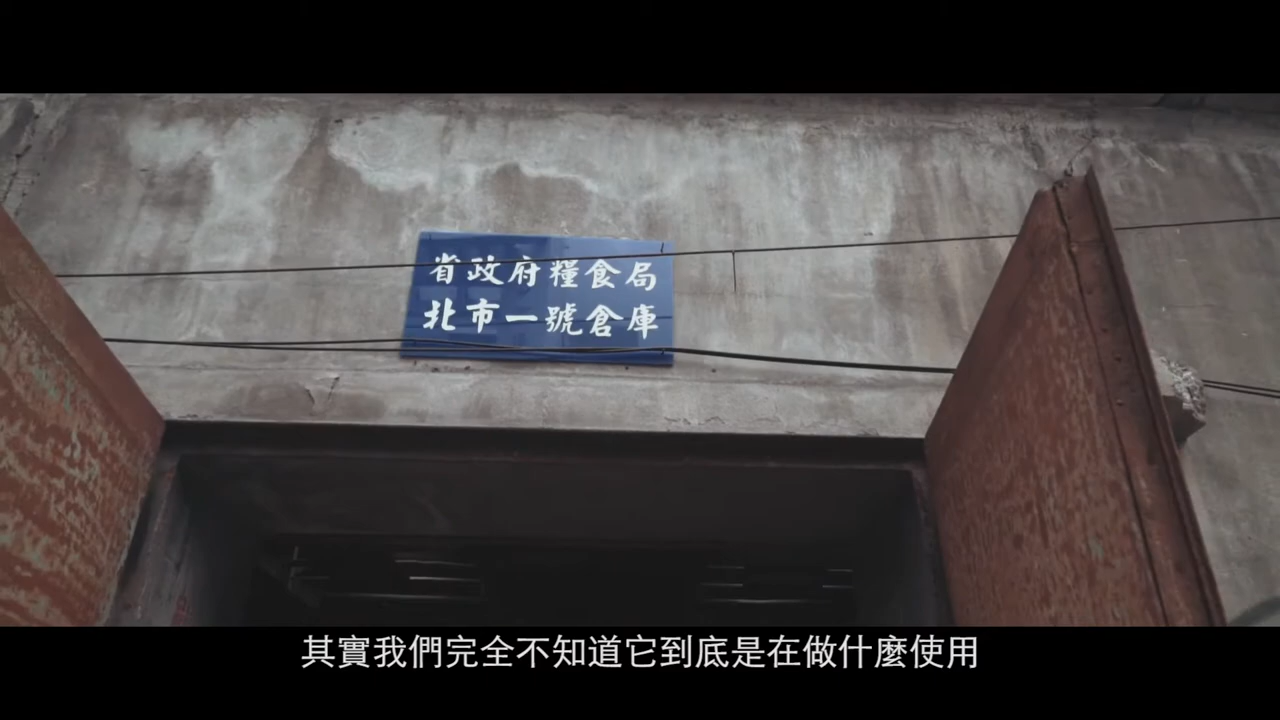 省政府糧食局
北市一號倉庫
其實我們完全不知道它到底是在做什麼使用